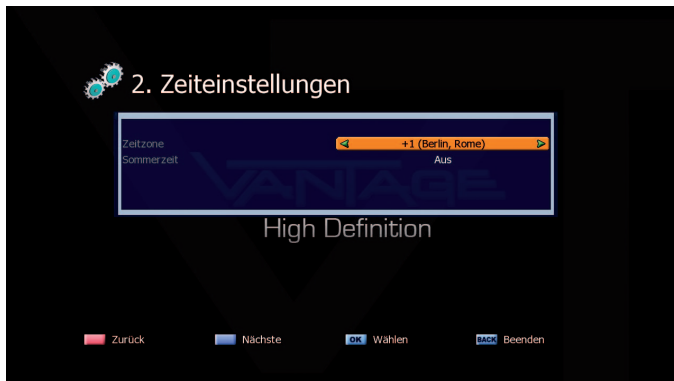 2. Zeiteinstellungen
Zeitzone +1 (Berlin, Rome)
Sommerzeit Aus
VANTAGE
High Definition
Zurück Nächste OK Wählen BACK Beenden